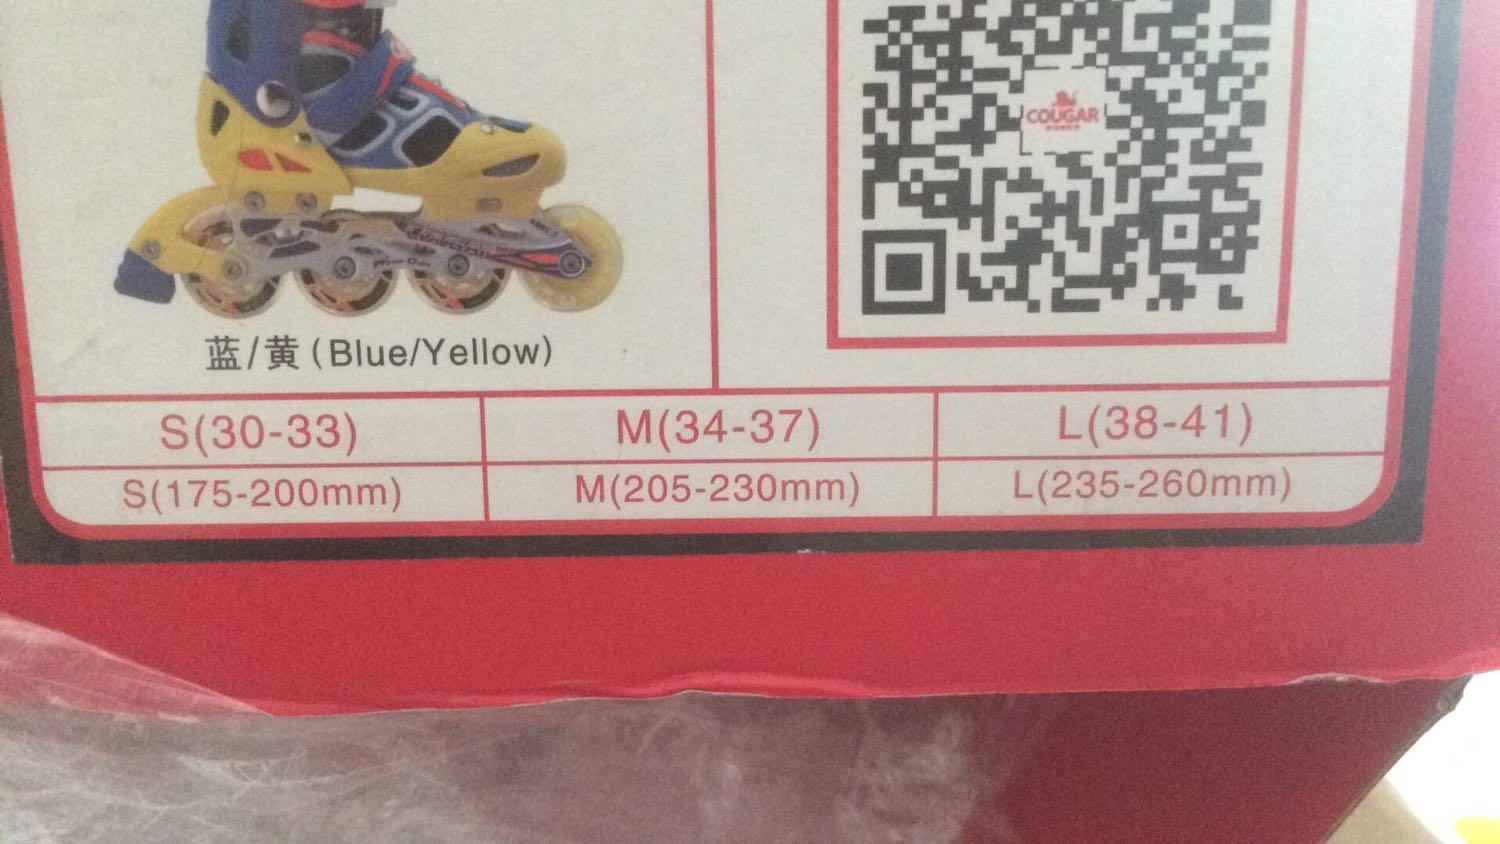 COUGAR
蓝/黄(Blue/Yellow)
S(30-33) M(34-37) L(38-41)
S(175-200mm) M(205-230mm) L(235-260mm)